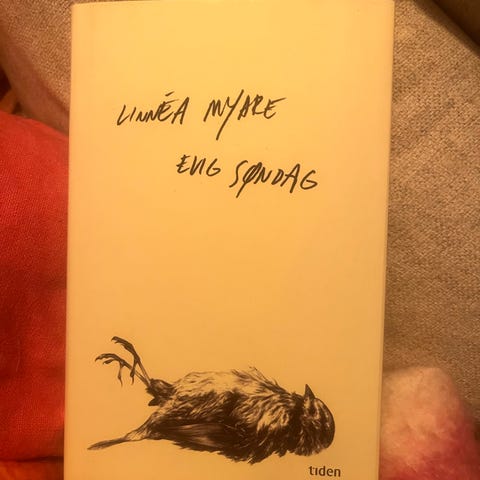 LINNÉA MYHRE
EVIG SØNDAG
tiden